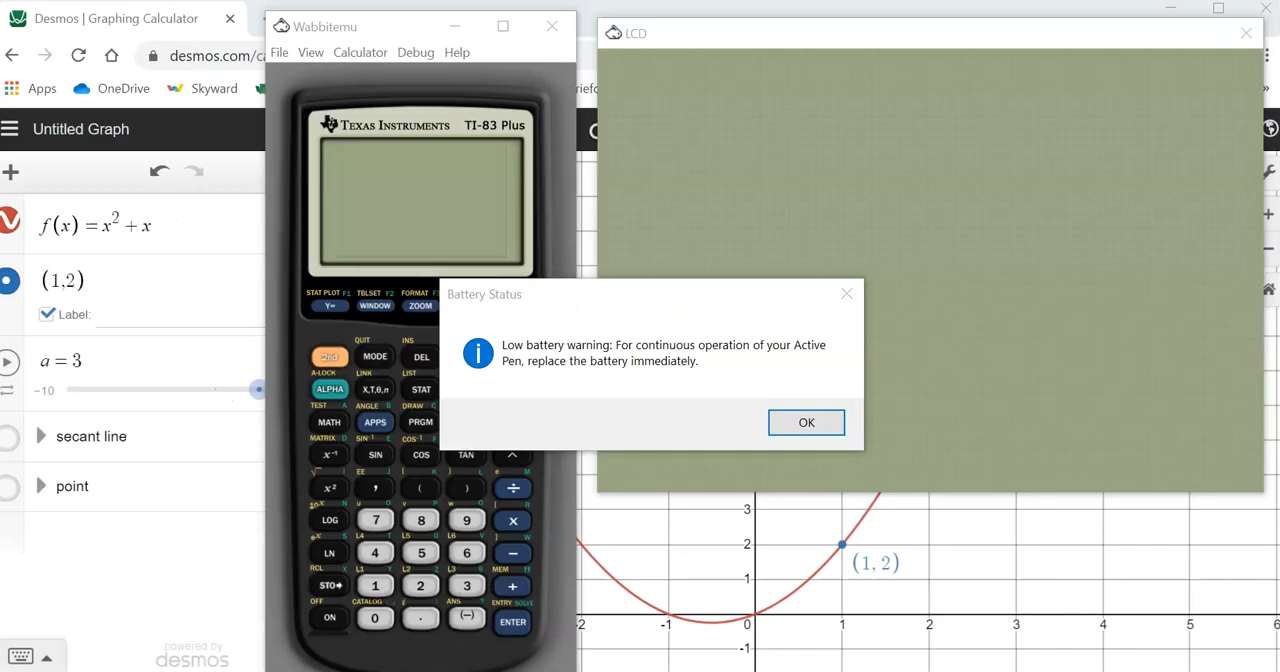 Desmos | Graphing Calculator
desmos.com/ca
Apps
OneDrive
Skyward
Untitled Graph
f(x) = x² + x
(1,2)
Label:
a = 3
-10
secant line
point
powered by
desmos
Wabbitemu
File View Calculator Debug Help
TEXAS INSTRUMENTS TI-83 Plus
STAT PLOT F1 TBLSET F2 FORMAT F
Y= WINDOW ZOOM
QUIT INS
2nd MODE DEL
A-LOCK LINK LIST
ALPHA X,T,θ,n STAT
TEST A ANGLE B DRAW C
MATH APPS PRGM
MATRIX D SIN⁻¹ E COS⁻¹ F
x⁻¹ SIN COS TAN ^
EE J { K } L e M
x² , ( ) ÷
10ˣ N u O v P w Q [ R
LOG 7 8 9 x
eˣ S L4 T L5 U L6 V ] W
LN 4 5 6 −
RCL X L1 Y L2 Z L3 θ MEM "
STO➔ 1 2 3 +
OFF CATALOG ANS ? ENTRY SOLVE
ON 0 . (−) ENTER
LCD
Battery Status
Low battery warning: For continuous operation of your Active
Pen, replace the battery immediately.
OK
3
2
(1, 2)
1
-2 -1 0 1 2 3 4 5 6
-1